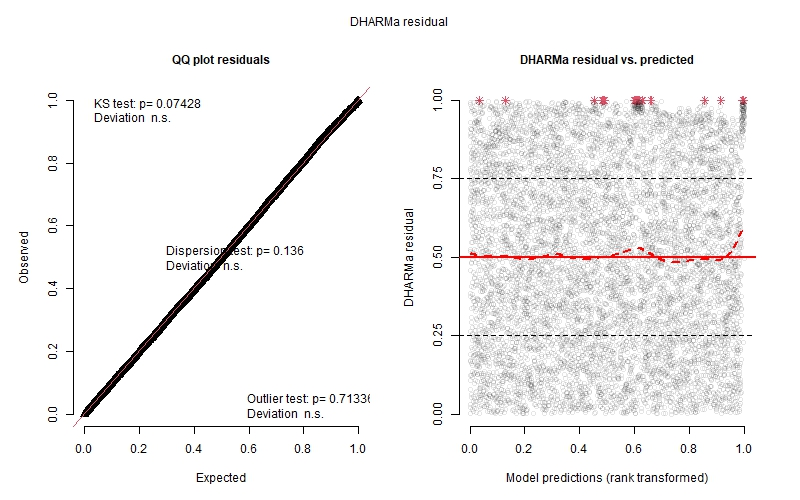 DHARMa residual
QQ plot residuals
KS test: p= 0.07428
Deviation n.s.
Dispersion test: p= 0.136
Deviation n.s.
Outlier test: p= 0.71336
Deviation n.s.
Observed
0.0
0.2
0.4
0.6
0.8
1.0
0.0 0.2 0.4 0.6 0.8 1.0
Expected
DHARMa residual vs. predicted
DHARMa residual
0.00
0.25
0.50
0.75
1.00
0.0 0.2 0.4 0.6 0.8 1.0
Model predictions (rank transformed)